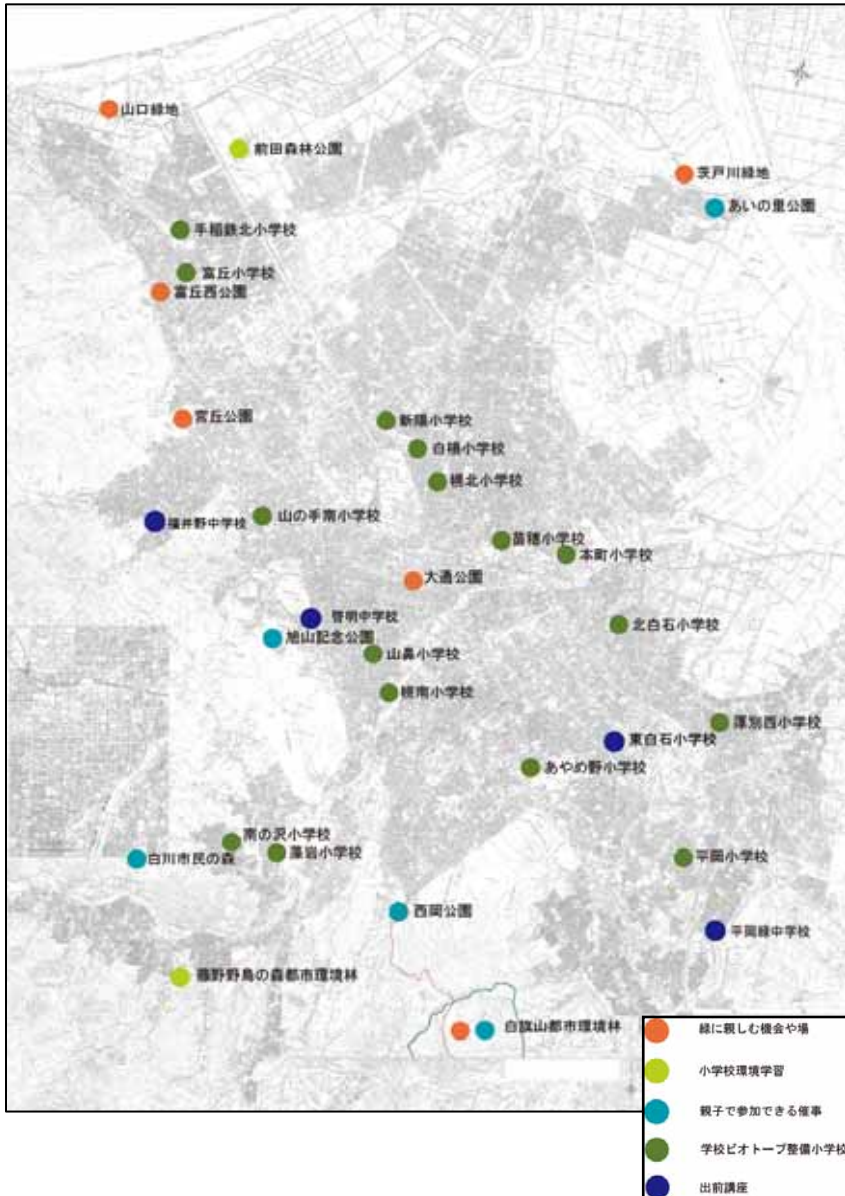 山口緑地
前田森林公園
茨戸川緑地
あいの里公園
手稲鉄北小学校
富丘小学校
富丘西公園
宮丘公園
新陽小学校
白楊小学校
幌北小学校
福井野中学校
山の手南小学校
苗穂小学校
本町小学校
大通公園
啓明中学校
旭山記念公園
北白石小学校
山鼻小学校
幌南小学校
厚別西小学校
東白石小学校
あやめ野小学校
南の沢小学校
藻岩小学校
白川市民の森
平岡小学校
西岡公園
平岡緑中学校
藤野野鳥の森都市環境林
白旗山都市環境林
緑に親しむ機会や場
小学校環境学習
親子で参加できる催事
学校ビオトープ整備小学校
出前講座